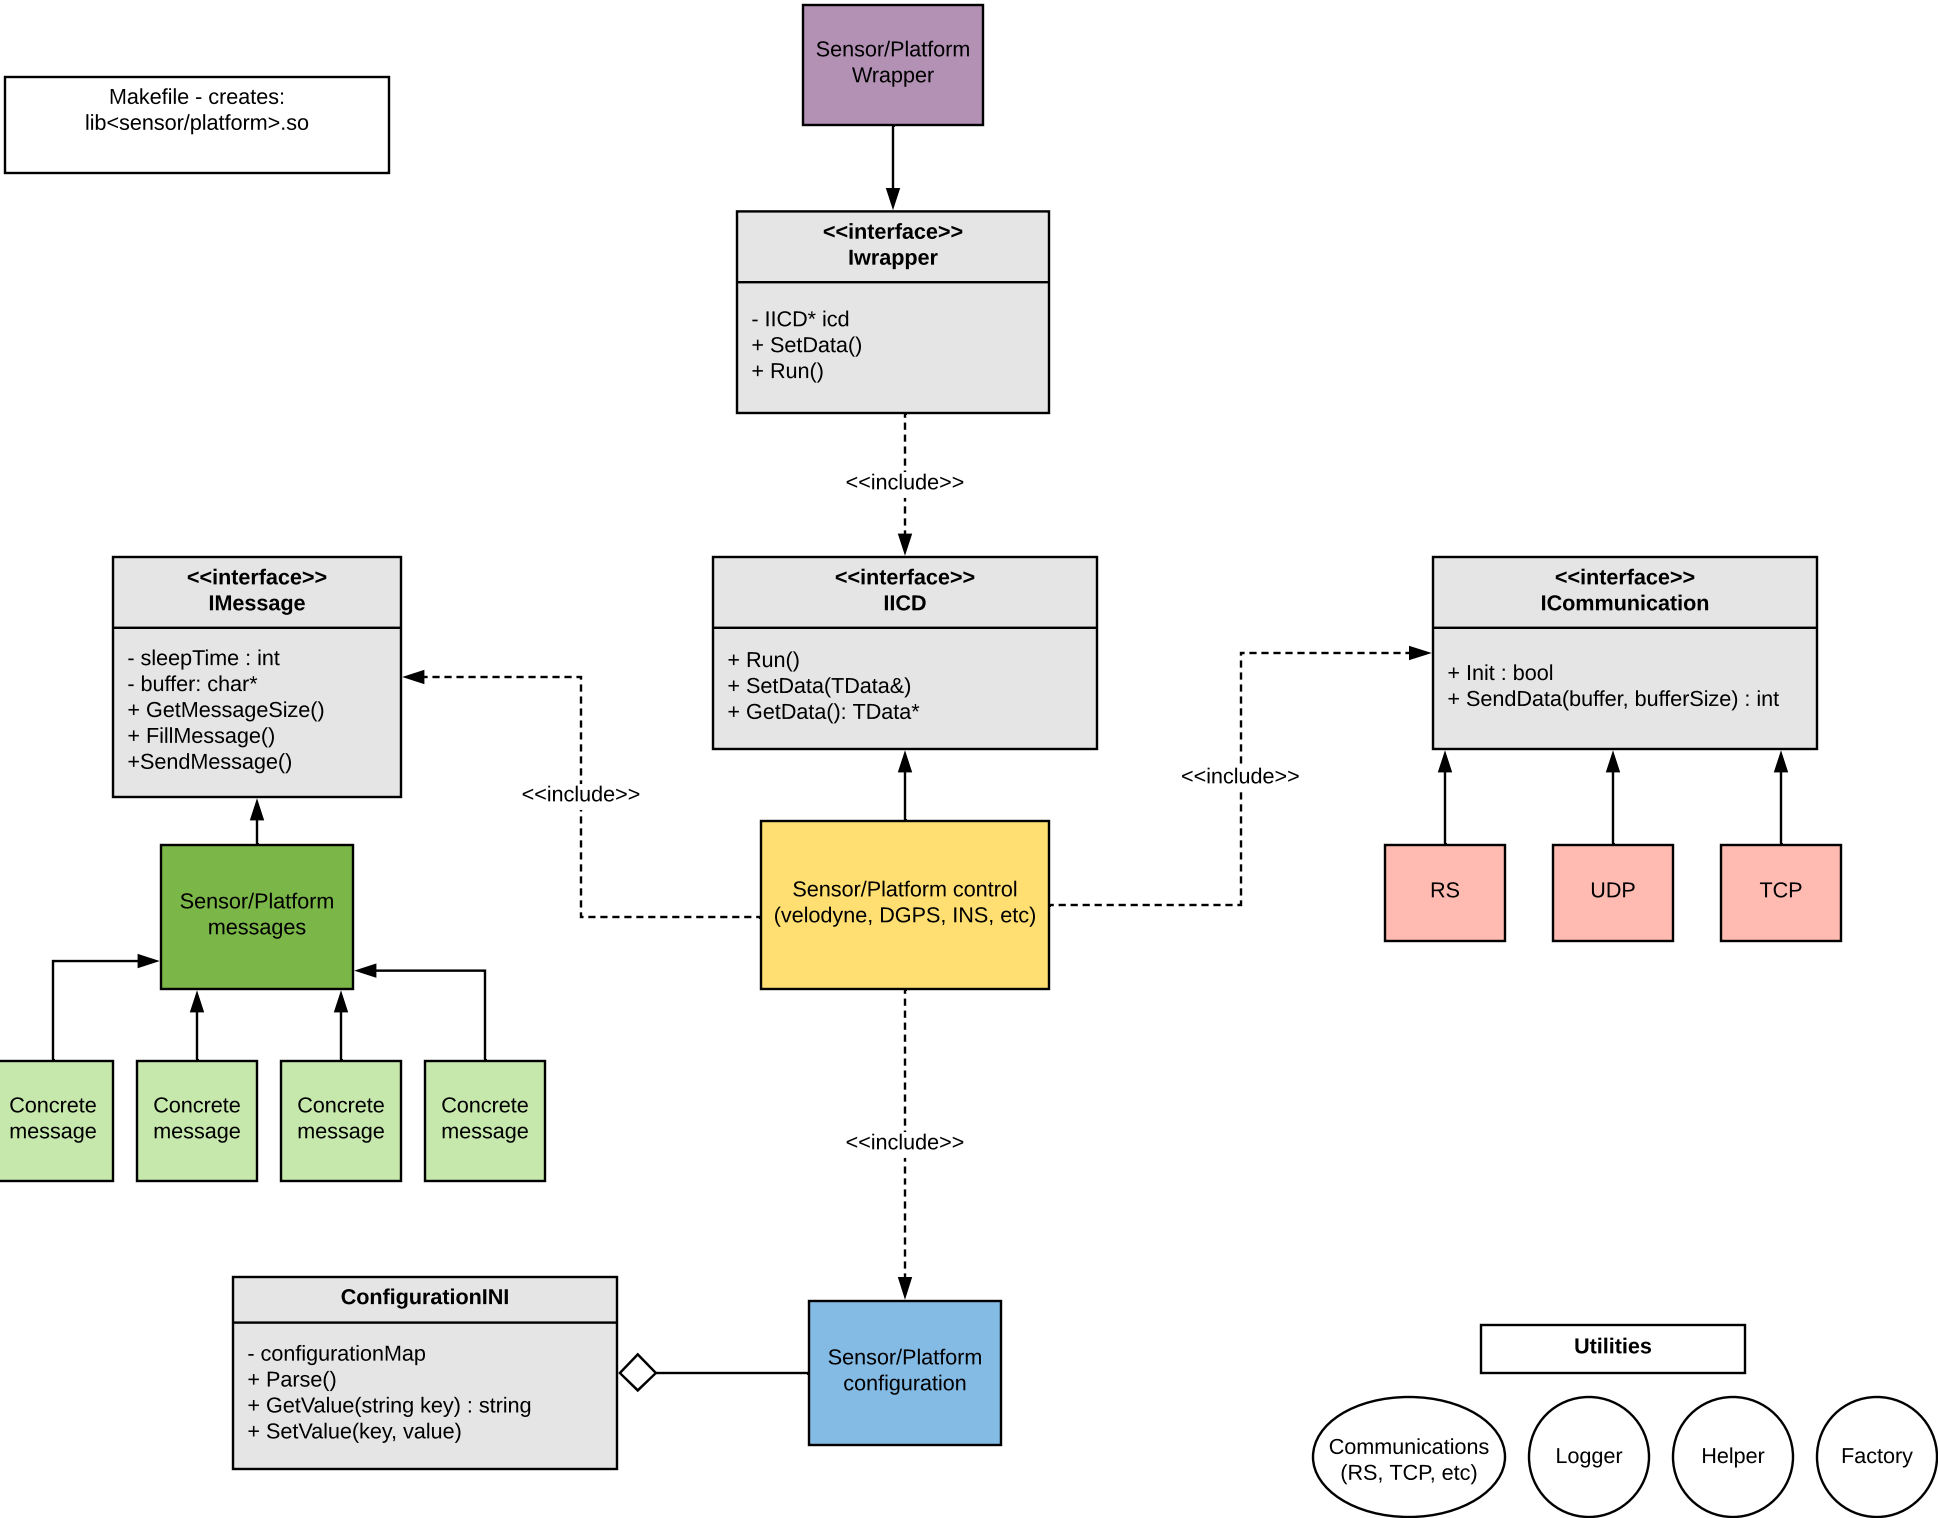 Sensor/Platform
Wrapper
Makefile - creates:
lib<sensor/platform>.so
<<interface>>
Iwrapper
- IICD* icd
+ SetData()
+ Run()
<<include>>
<<interface>>
IMessage
- sleepTime : int
- buffer: char*
+ GetMessageSize()
+ FillMessage()
+SendMessage()
<<interface>>
IICD
+ Run()
+ SetData(TData&)
+ GetData(): TData*
<<interface>>
ICommunication
+ Init : bool
+ SendData(buffer, bufferSize) : int
<<include>>
<<include>>
Sensor/Platform
messages
Sensor/Platform control
(velodyne, DGPS, INS, etc)
RS
UDP
TCP
Concrete
message
Concrete
message
Concrete
message
Concrete
message
<<include>>
ConfigurationINI
- configurationMap
+ Parse()
+ GetValue(string key) : string
+ SetValue(key, value)
Sensor/Platform
configuration
Utilities
Communications
(RS, TCP, etc)
Logger
Helper
Factory